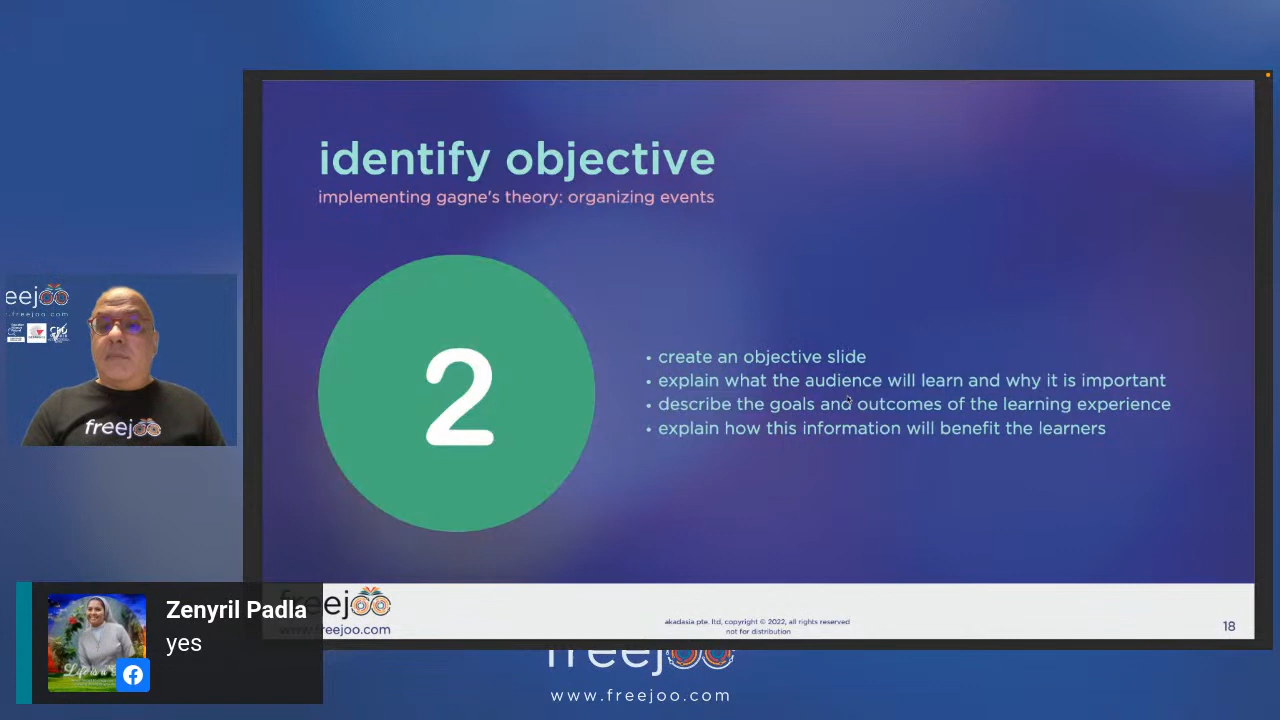 identify objective
implementing gagne's theory: organizing events
2
• create an objective slide
• explain what the audience will learn and why it is important
• describe the goals and outcomes of the learning experience
• explain how this information will benefit the learners
eejoo
.freejoo.com
freejoo
Zenyril Padla
yes
freejoo
www.freejoo.com
akadasia pte. ltd, copyright © 2022, all rights reserved
not for distribution
18
freejoo
www.freejoo.com